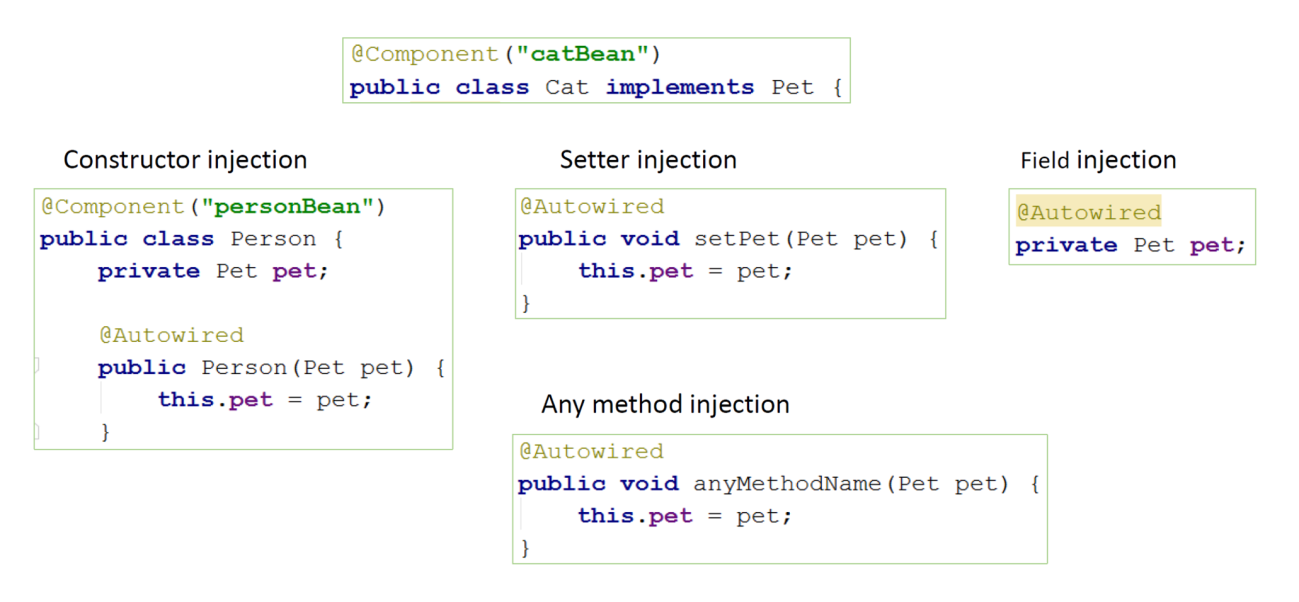 @Component("catBean")
public class Cat implements Pet {
Constructor injection
@Component("personBean")
public class Person {
private Pet pet;
@Autowired
public Person(Pet pet) {
this.pet = pet;
}
Setter injection
@Autowired
public void setPet(Pet pet) {
this.pet = pet;
}
Field injection
@Autowired
private Pet pet;
Any method injection
@Autowired
public void anyMethodName(Pet pet) {
this.pet = pet;
}